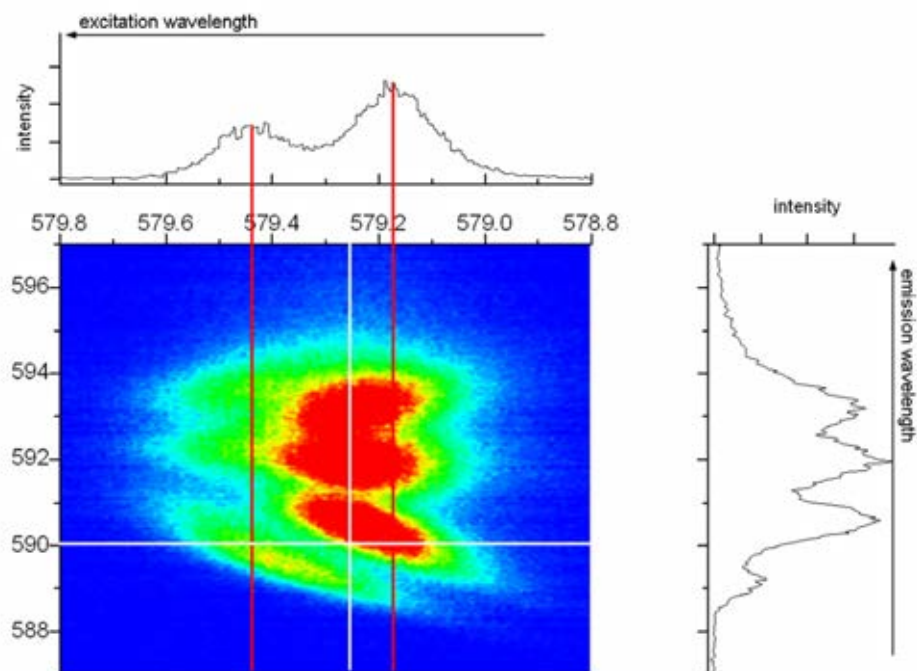 excitation wavelength
intensity
579.8 579.6 579.4 579.2 579.0 578.8
intensity
596
594
592
590
588
emission wavelength